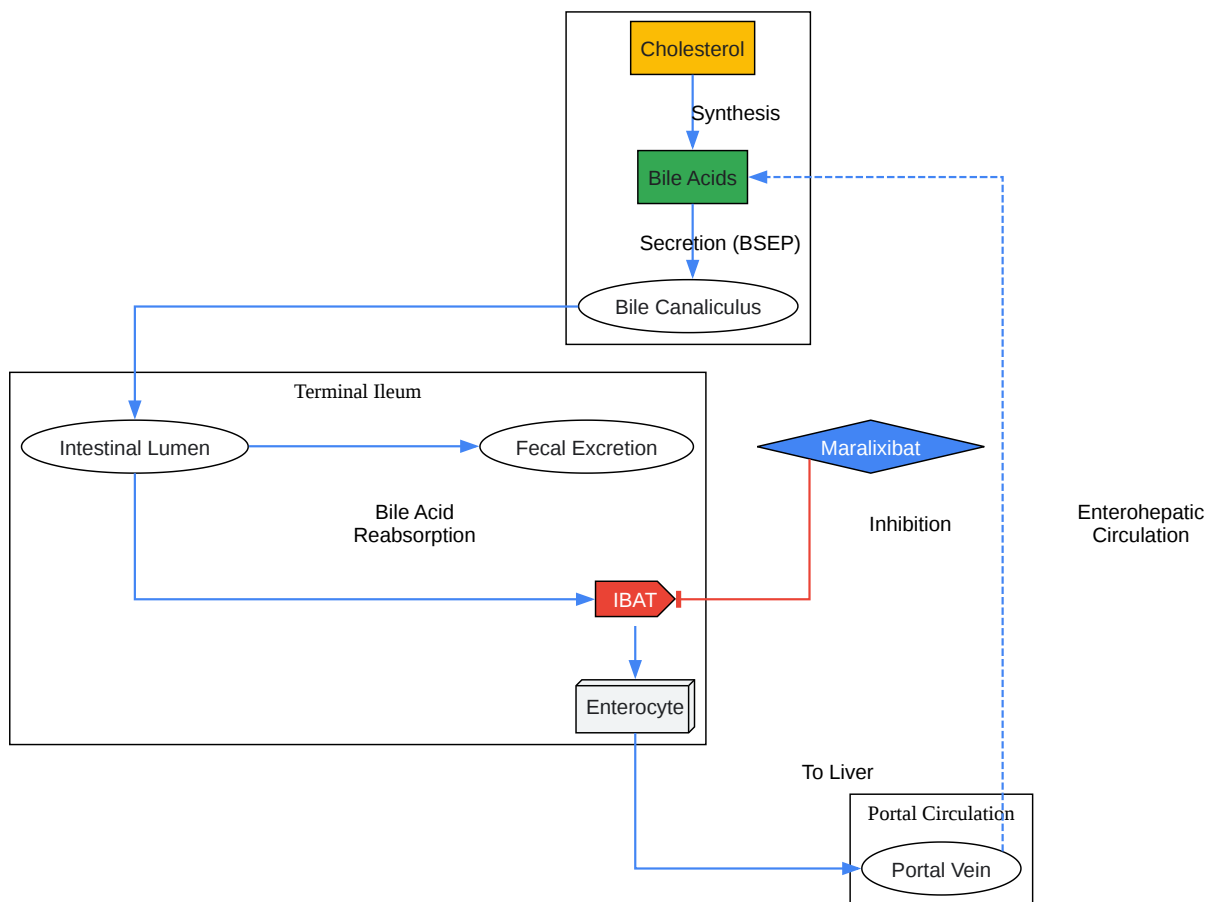 Cholesterol
Synthesis
Bile Acids
Secretion (BSEP)
Bile Canaliculus
Terminal Ileum
Intestinal Lumen
Fecal Excretion
Maralixibat
Bile Acid
Reabsorption
Inhibition
Enterohepatic
Circulation
IBAT
Enterocyte
To Liver
Portal Circulation
Portal Vein